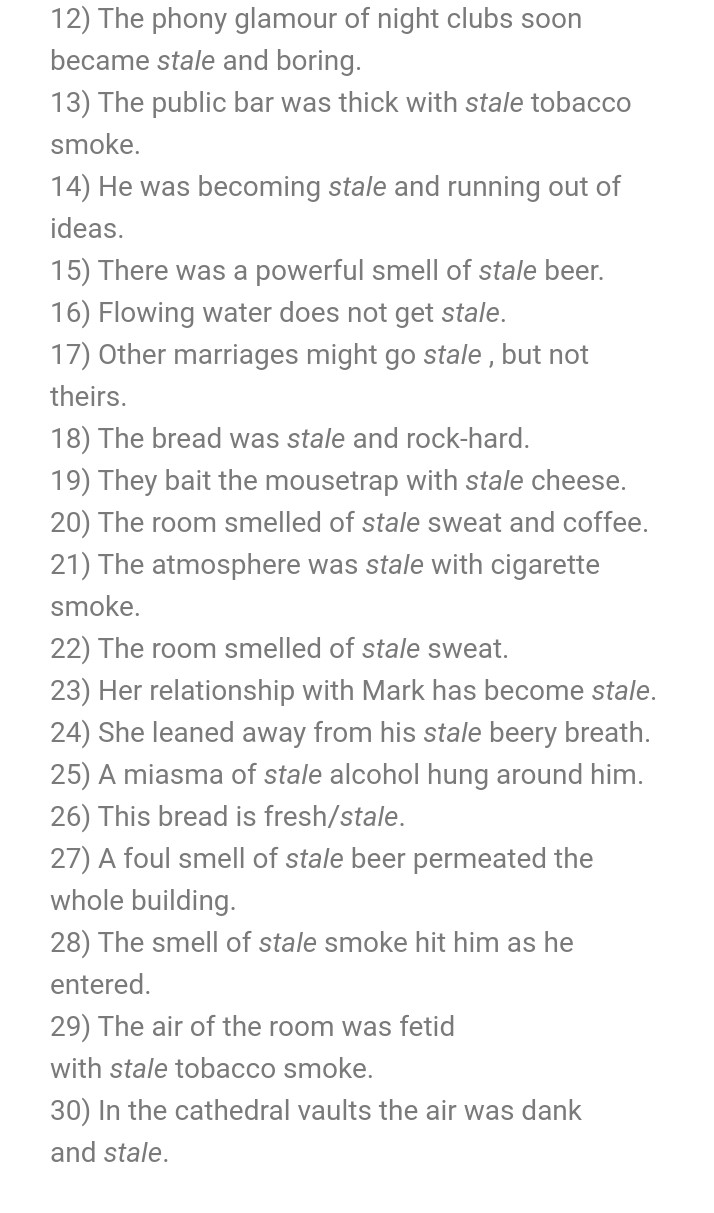 12) The phony glamour of night clubs soon
became stale and boring.
13) The public bar was thick with stale tobacco
smoke.
14) He was becoming stale and running out of
ideas.
15) There was a powerful smell of stale beer.
16) Flowing water does not get stale.
17) Other marriages might go stale , but not
theirs.
18) The bread was stale and rock-hard.
19) They bait the mousetrap with stale cheese.
20) The room smelled of stale sweat and coffee.
21) The atmosphere was stale with cigarette
smoke.
22) The room smelled of stale sweat.
23) Her relationship with Mark has become stale.
24) She leaned away from his stale beery breath.
25) A miasma of stale alcohol hung around him.
26) This bread is fresh/stale.
27) A foul smell of stale beer permeated the
whole building.
28) The smell of stale smoke hit him as he
entered.
29) The air of the room was fetid
with stale tobacco smoke.
30) In the cathedral vaults the air was dank
and stale.